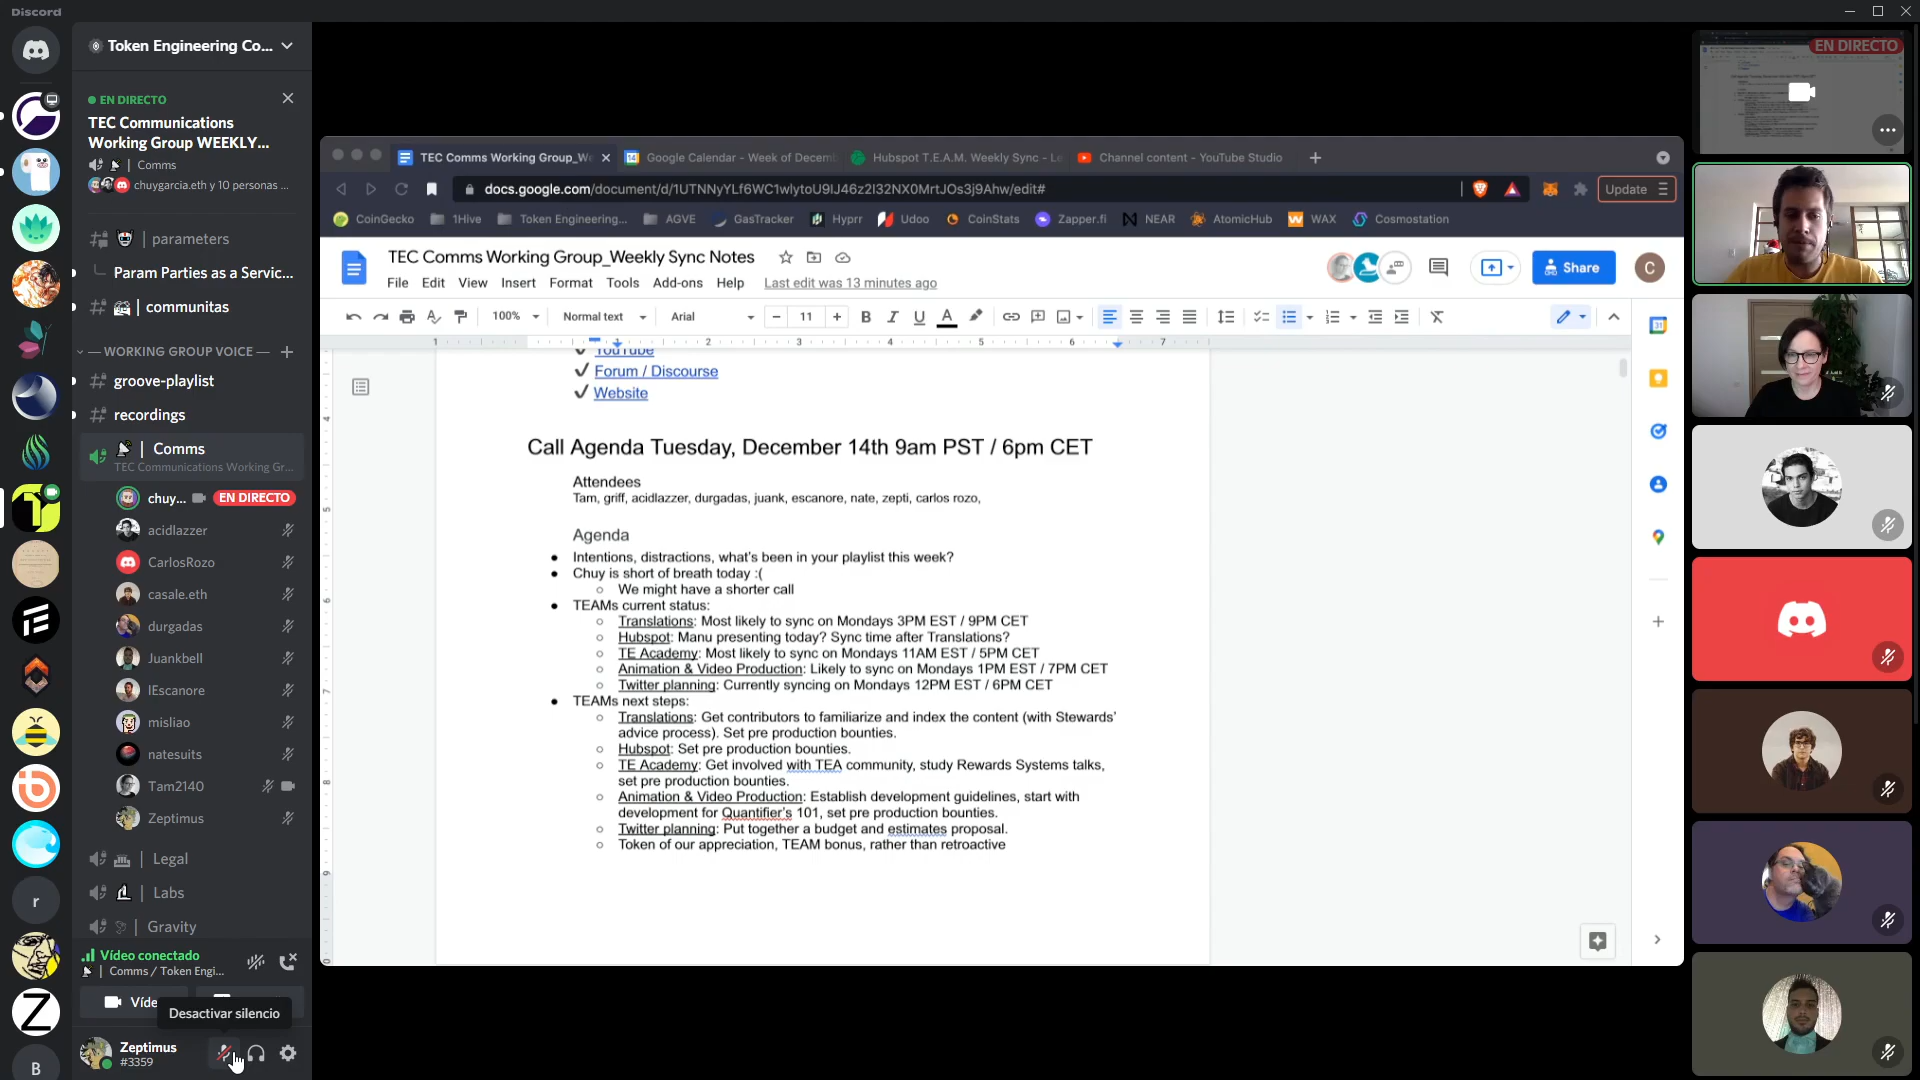 Discord
Token Engineering Co...
EN DIRECTO
TEC Communications
Working Group WEEKLY...
| Comms
chuygarcia.eth y 10 personas ...
| parameters
Param Parties as a Servic...
| communitas
— WORKING GROUP VOICE —
groove-playlist
recordings
| Comms
TEC Communications Working Gr...
chuy... EN DIRECTO
acidlazzer
CarlosRozo
casale.eth
durgadas
Juankbell
lEscanore
misliao
natesuits
Tam2140
Zeptimus
| Legal
| Labs
| Gravity
r
B
Vídeo conectado
| Comms / Token Engi...
Víde
Desactivar silencio
Zeptimus
#3359
TEC Comms Working Group_We
Google Calendar - Week of Decemb
Hubspot T.E.A.M. Weekly Sync - Le
Channel content - YouTube Studio
docs.google.com/document/d/1UTNNyYLf6WC1wlytoU9lJ46z2I32NX0MrtJOs3j9Ahw/edit#
Update
CoinGecko 1Hive Token Engineering... AGVE GasTracker Hyprr Udoo CoinStats Zapper.fi NEAR AtomicHub WAX Cosmostation
TEC Comms Working Group_Weekly Sync Notes
File Edit View Insert Format Tools Add-ons Help Last edit was 13 minutes ago
Share
C
100% Normal text Arial 11 B I U A
1 1 2 3 4 5 6 7
YouTube
Forum / Discourse
Website
Call Agenda Tuesday, December 14th 9am PST / 6pm CET
Attendees
Tam, griff, acidlazzer, durgadas, juank, escanore, nate, zepti, carlos rozo,
Agenda
Intentions, distractions, what's been in your playlist this week?
Chuy is short of breath today :(
We might have a shorter call
TEAMs current status:
Translations: Most likely to sync on Mondays 3PM EST / 9PM CET
Hubspot: Manu presenting today? Sync time after Translations?
TE Academy: Most likely to sync on Mondays 11AM EST / 5PM CET
Animation & Video Production: Likely to sync on Mondays 1PM EST / 7PM CET
Twitter planning: Currently syncing on Mondays 12PM EST / 6PM CET
TEAMs next steps:
Translations: Get contributors to familiarize and index the content (with Stewards'
advice process). Set pre production bounties.
Hubspot: Set pre production bounties.
TE Academy: Get involved with TEA community, study Rewards Systems talks,
set pre production bounties.
Animation & Video Production: Establish development guidelines, start with
development for Quantifier's 101, set pre production bounties.
Twitter planning: Put together a budget and estimates proposal.
Token of our appreciation, TEAM bonus, rather than retroactive
EN DIRECTO